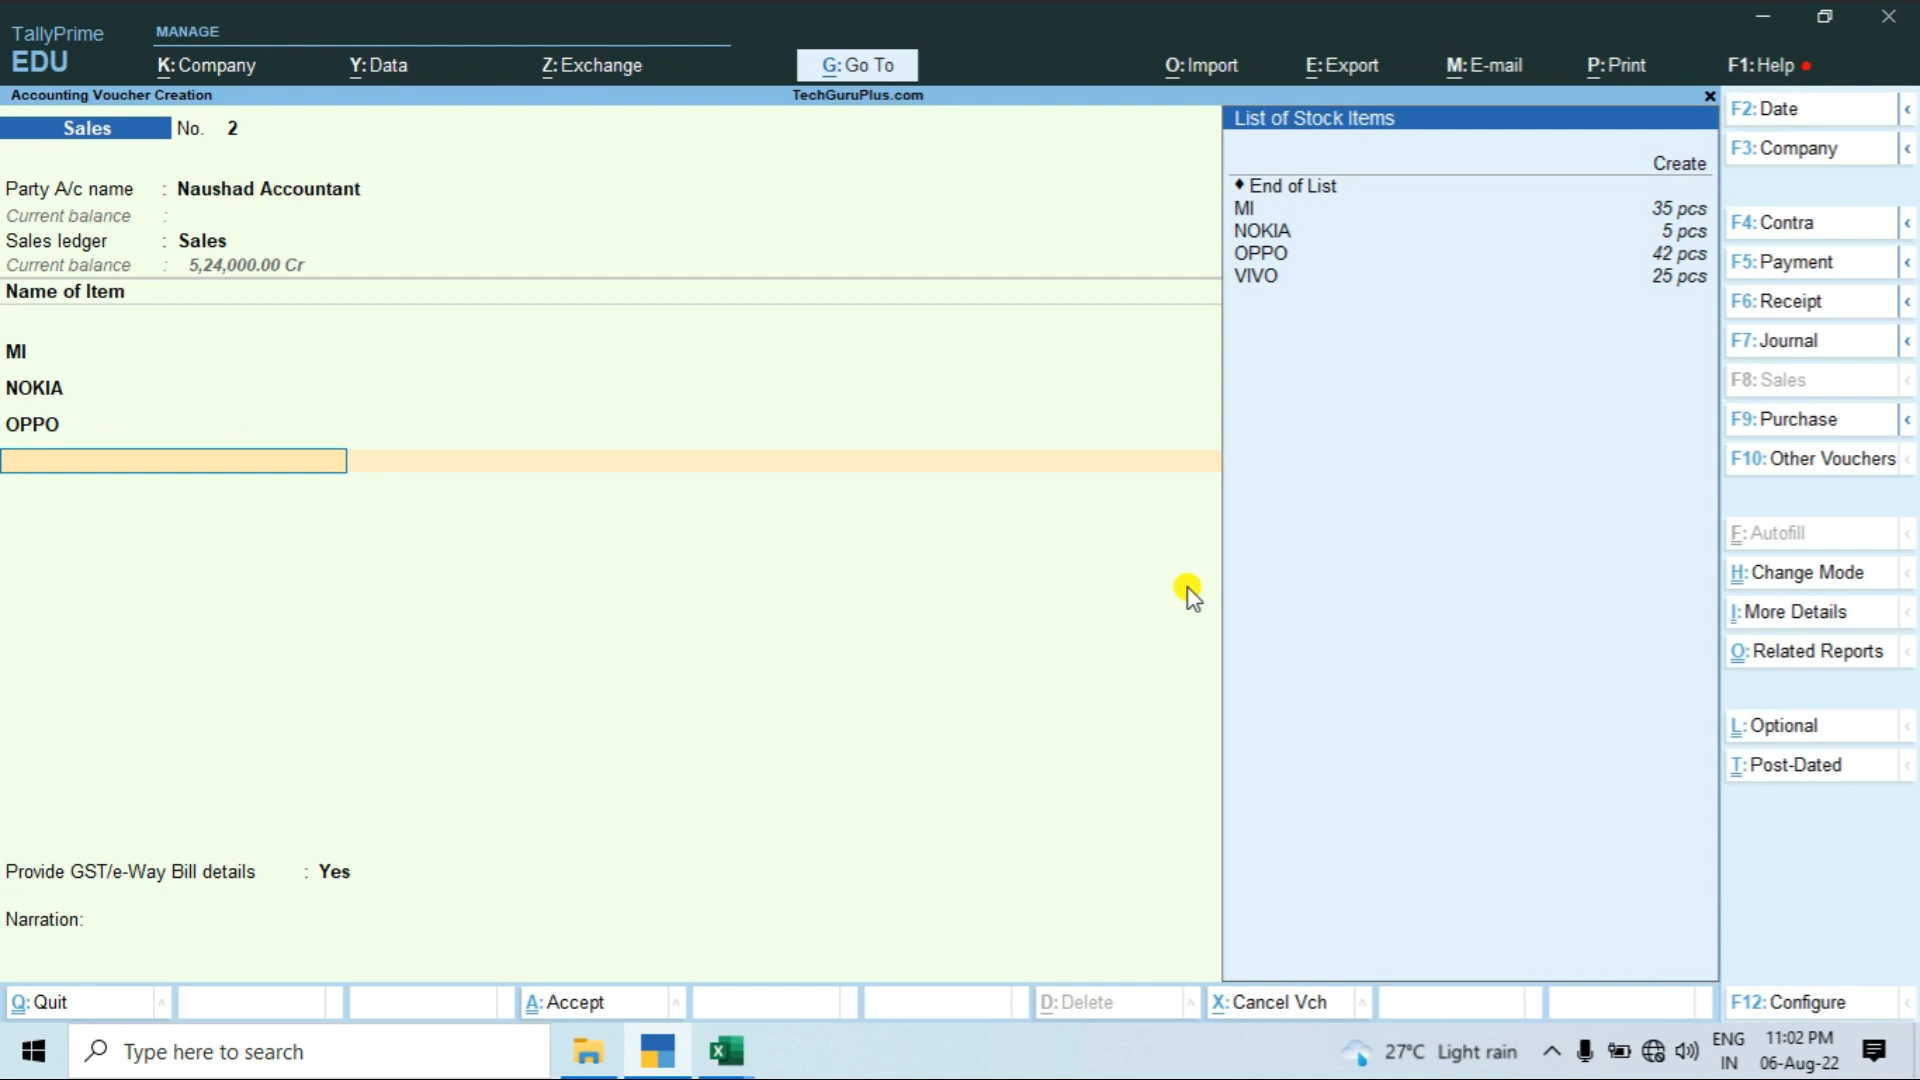 TallyPrime
EDU
MANAGE
K: Company
Y: Data
Z: Exchange
G: Go To
O: Import
E: Export
M: E-mail
P: Print
F1: Help
Accounting Voucher Creation
TechGuruPlus.com
Sales No. 2
Party A/c name : Naushad Accountant
Current balance :
Sales ledger : Sales
Current balance : 5,24,000.00 Cr
Name of Item
MI
NOKIA
OPPO
Provide GST/e-Way Bill details : Yes
Narration:
List of Stock Items
Create
♦ End of List
MI 35 pcs
NOKIA 5 pcs
OPPO 42 pcs
VIVO 25 pcs
F2: Date
F3: Company
F4: Contra
F5: Payment
F6: Receipt
F7: Journal
F8: Sales
F9: Purchase
F10: Other Vouchers
F: Autofill
H: Change Mode
I: More Details
O: Related Reports
L: Optional
T: Post-Dated
F12: Configure
Q: Quit
A: Accept
D: Delete
X: Cancel Vch
Type here to search
27°C Light rain
ENG
IN
11:02 PM
06-Aug-22